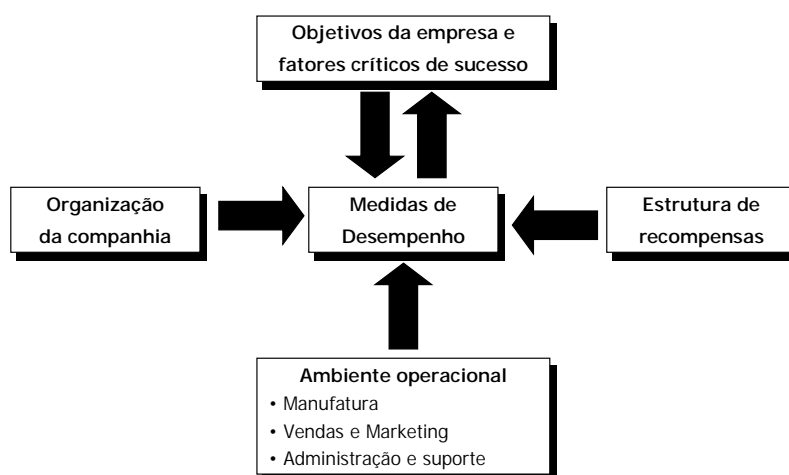 Objetivos da empresa e
fatores críticos de sucesso
Organização
da companhia
Medidas de
Desempenho
Estrutura de
recompensas
Ambiente operacional
• Manufatura
• Vendas e Marketing
• Administração e suporte